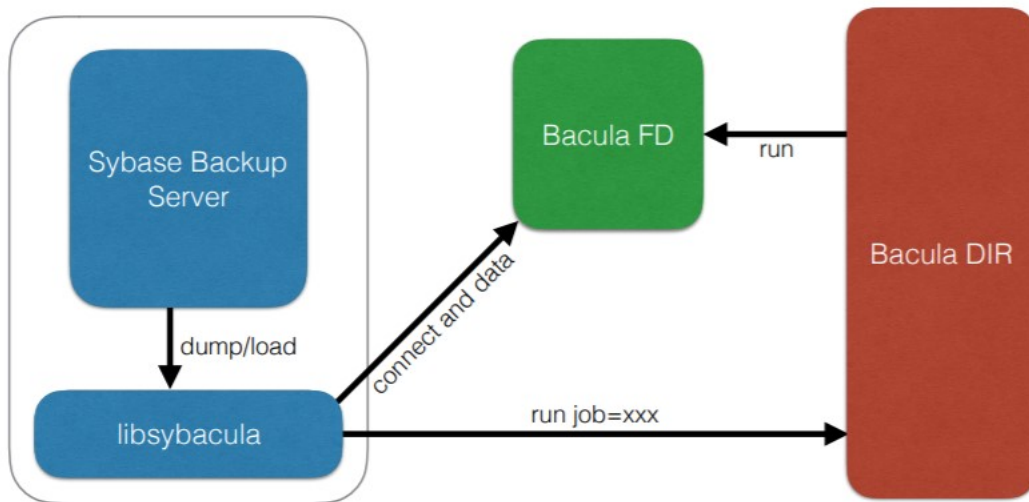 Sybase Backup
Server
Bacula FD
run
Bacula DIR
dump/load
connect and data
libsybacula
run job=xxx